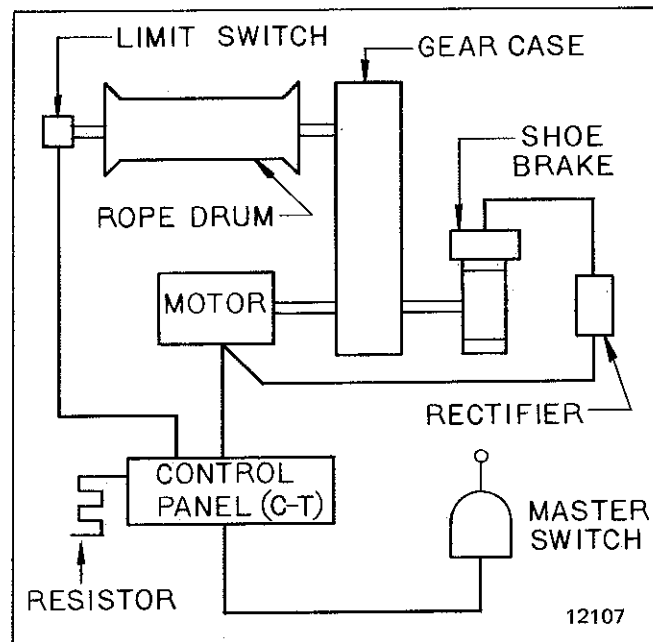 LIMIT SWITCH
GEAR CASE
SHOE
BRAKE
ROPE DRUM
MOTOR
RECTIFIER
CONTROL
PANEL (C-T)
MASTER
SWITCH
RESISTOR
12107